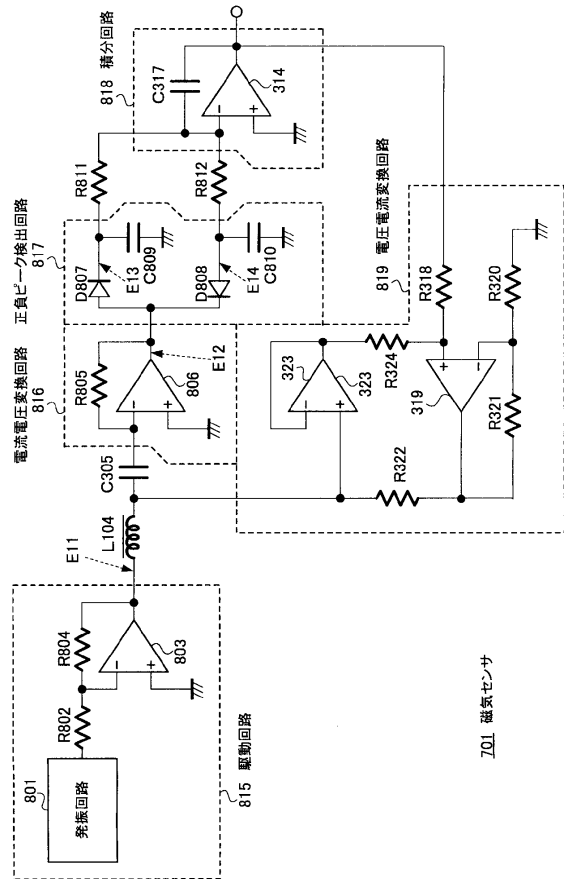 801
発振回路
R802
R804
803
815 駆動回路
E11
L104
C305
電流電圧変換回路
816
R805
806
E12
正負ピーク検出回路
817
D807
E13
C809
D808
E14
C810
R811
R812
818 積分回路
C317
314
819 電圧電流変換回路
R318
R320
323
323
R324
319
R322
R321
701 磁気センサ